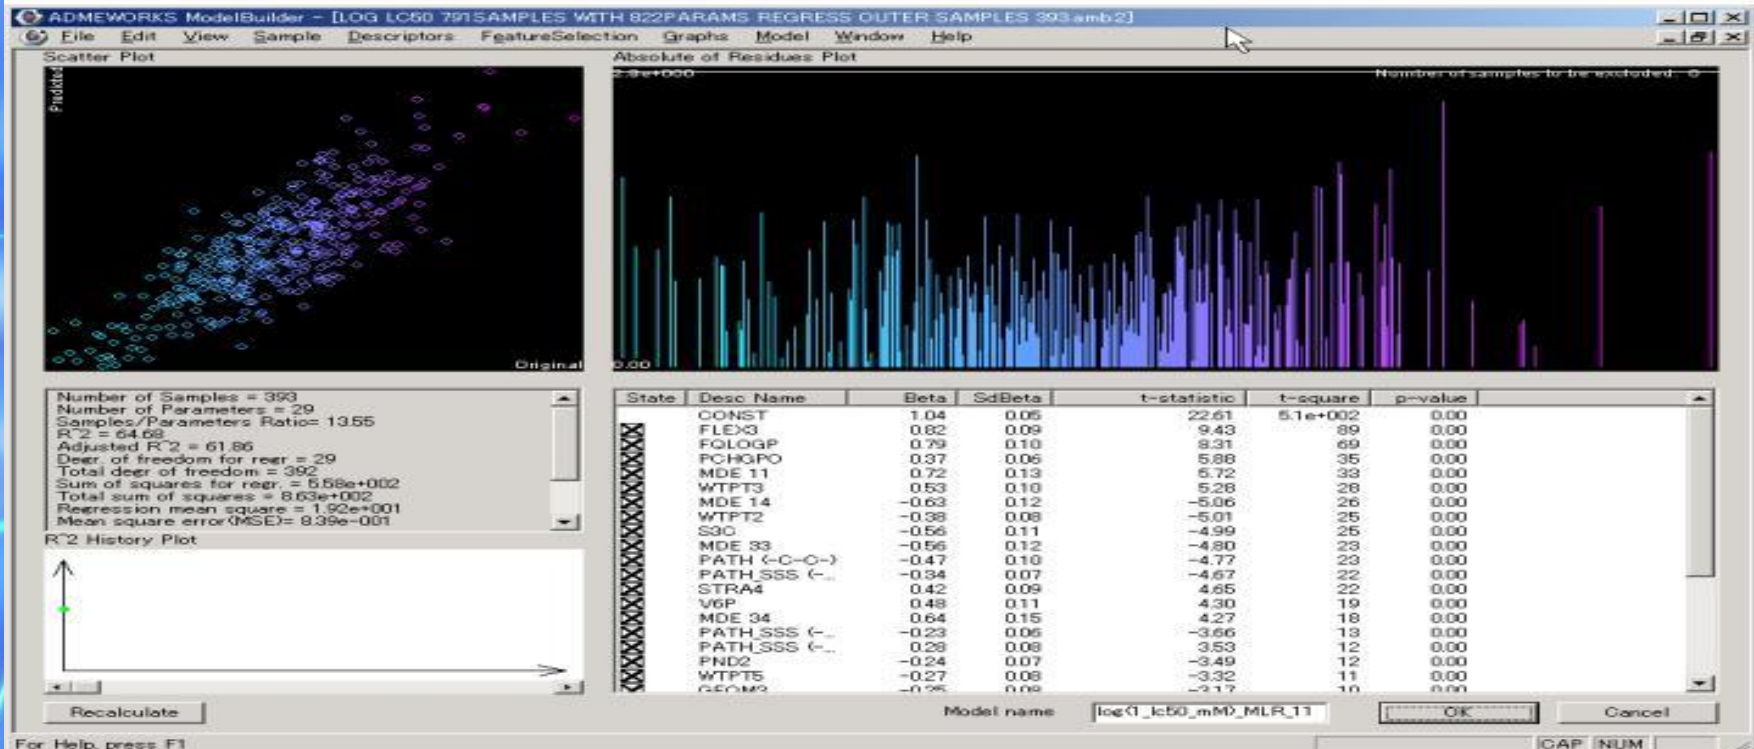 ADMEWORKS ModelBuilder - [LOG LC50 791SAMPLES WITH 822PARAMS REGRESS OUTER SAMPLES 393.amb2]
File Edit View Sample Descriptors FeatureSelection Graphs Model Window Help
Scatter Plot
Predicted
Original
Absolute of Residues Plot
2.8e+000 Number of samples to be excluded: 0
0.00
Number of Samples = 393
Number of Parameters = 29
Samples/Parameters Ratio= 13.55
R^2 = 64.68
Adjusted R^2 = 61.86
Degr. of freedom for regr = 29
Total degr of freedom = 392
Sum of squares for regr. = 5.58e+002
Total sum of squares = 8.63e+002
Regression mean square = 1.92e+001
Mean square error(MSE)= 8.39e-001
R^2 History Plot
State Desc Name Beta SdBeta t-statistic t-square p-value
CONST 1.04 0.05 22.61 5.1e+002 0.00
FLEX3 0.82 0.09 9.43 89 0.00
FQLOGP 0.79 0.10 8.31 69 0.00
PCHGPO 0.37 0.06 5.88 35 0.00
MDE 11 0.72 0.13 5.72 33 0.00
WTPT3 0.53 0.10 5.28 28 0.00
MDE 14 -0.63 0.12 -5.06 26 0.00
WTPT2 -0.38 0.08 -5.01 25 0.00
S3C -0.56 0.11 -4.99 25 0.00
MDE 33 -0.56 0.12 -4.80 23 0.00
PATH (-C-C-) -0.47 0.10 -4.77 23 0.00
PATH_SSS (-... -0.34 0.07 -4.67 22 0.00
STRA4 0.42 0.09 4.65 22 0.00
V6P 0.48 0.11 4.30 19 0.00
MDE 34 0.64 0.15 4.27 18 0.00
PATH_SSS (-... -0.23 0.06 -3.66 13 0.00
PATH_SSS (-... 0.28 0.08 3.53 12 0.00
PND2 -0.24 0.07 -3.49 12 0.00
WTPT5 -0.27 0.08 -3.32 11 0.00
GEOM3 -0.25 0.08 -3.17 10 0.00
Recalculate
Model name log(1_lc50_mM)_MLR_11 OK Cancel
For Help, press F1
CAP NUM